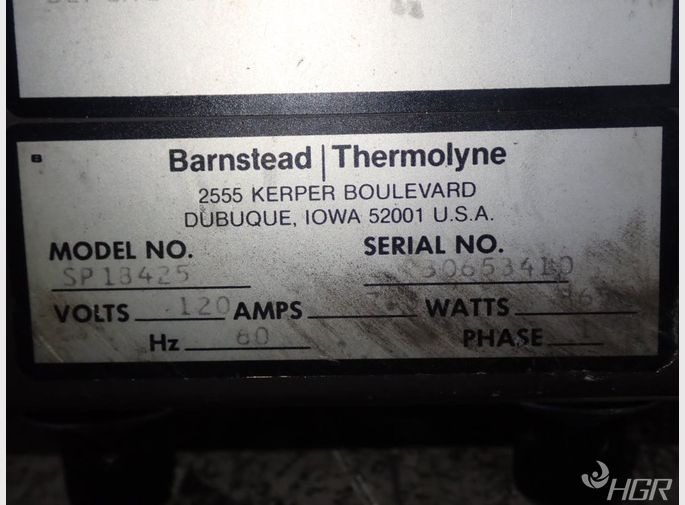 Barnstead | Thermolyne
2555 KERPER BOULEVARD
DUBUQUE, IOWA 52001 U.S.A.
MODEL NO. SERIAL NO.
SP18425 30653410
VOLTS 120 AMPS WATTS
Hz 60 PHASE 1
HGR